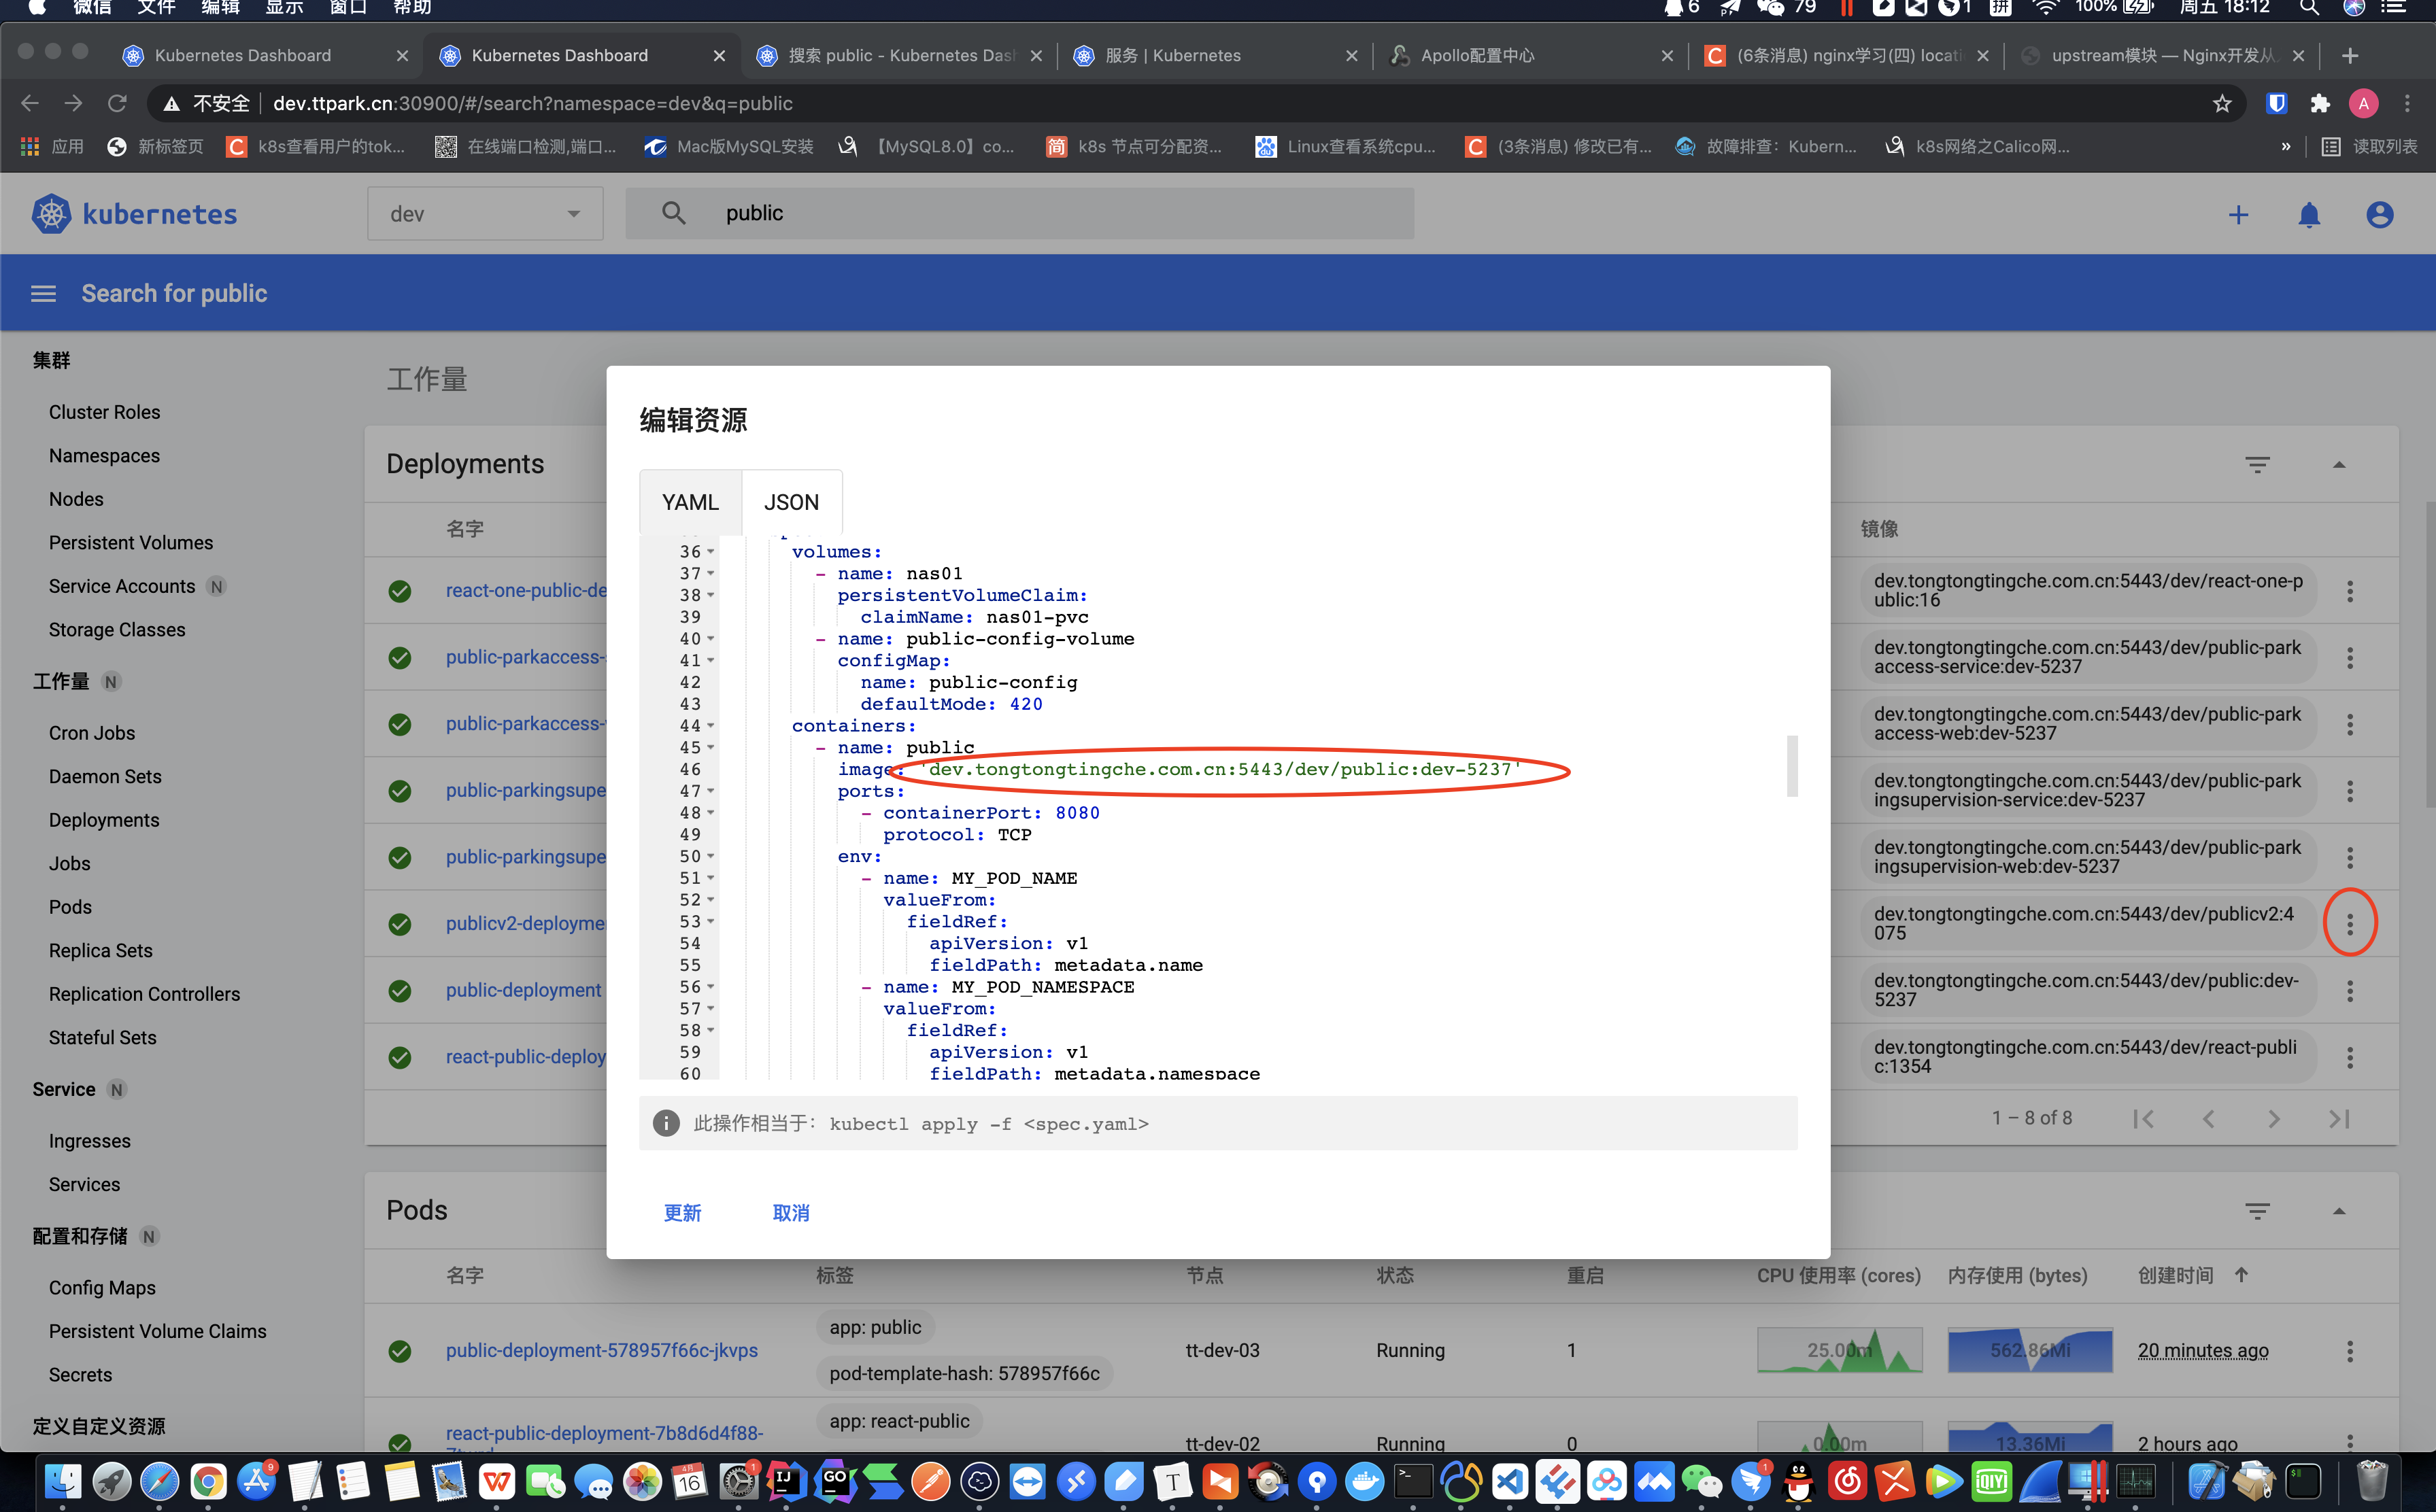 微信 文件 编辑 显示 窗口 帮助 6 79 1 拼 100% 周五 18:12
Kubernetes Dashboard
Kubernetes Dashboard
搜索 public - Kubernetes Dash
服务 | Kubernetes
Apollo配置中心
(6条消息) nginx学习(四) locati
upstream模块 — Nginx开发从
不安全 dev.ttpark.cn:30900/#/search?namespace=dev&q=public A
应用 新标签页 k8s查看用户的tok... 在线端口检测,端口... Mac版MySQL安装 【MySQL8.0】co... 简 k8s 节点可分配资... Linux查看系统cpu... (3条消息) 修改已有... 故障排查：Kubern... k8s网络之Calico网... » 读取列表
kubernetes dev public
Search for public
集群
Cluster Roles
Namespaces
Nodes
Persistent Volumes
Service Accounts N
Storage Classes
工作量 N
Cron Jobs
Daemon Sets
Deployments
Jobs
Pods
Replica Sets
Replication Controllers
Stateful Sets
Service N
Ingresses
Services
配置和存储 N
Config Maps
Persistent Volume Claims
Secrets
定义自定义资源
工作量
Deployments
名字 镜像
react-one-public-de
dev.tongtongtingche.com.cn:5443/dev/react-one-p
ublic:16
public-parkaccess-
dev.tongtongtingche.com.cn:5443/dev/public-park
access-service:dev-5237
public-parkaccess-
dev.tongtongtingche.com.cn:5443/dev/public-park
access-web:dev-5237
public-parkingsupe
dev.tongtongtingche.com.cn:5443/dev/public-park
ingsupervision-service:dev-5237
public-parkingsupe
dev.tongtongtingche.com.cn:5443/dev/public-park
ingsupervision-web:dev-5237
publicv2-deployme
dev.tongtongtingche.com.cn:5443/dev/publicv2:4
075
public-deployment
dev.tongtongtingche.com.cn:5443/dev/public:dev-
5237
react-public-deploy
dev.tongtongtingche.com.cn:5443/dev/react-publi
c:1354
1 – 8 of 8
编辑资源
YAML JSON
36 volumes:
37 - name: nas01
38 persistentVolumeClaim:
39 claimName: nas01-pvc
40 - name: public-config-volume
41 configMap:
42 name: public-config
43 defaultMode: 420
44 containers:
45 - name: public
46 image: 'dev.tongtongtingche.com.cn:5443/dev/public:dev-5237'
47 ports:
48 - containerPort: 8080
49 protocol: TCP
50 env:
51 - name: MY_POD_NAME
52 valueFrom:
53 fieldRef:
54 apiVersion: v1
55 fieldPath: metadata.name
56 - name: MY_POD_NAMESPACE
57 valueFrom:
58 fieldRef:
59 apiVersion: v1
60 fieldPath: metadata.namespace
此操作相当于： kubectl apply -f <spec.yaml>
更新 取消
Pods
名字 标签 节点 状态 重启 CPU 使用率 (cores) 内存使用 (bytes) 创建时间
app: public
public-deployment-578957f66c-jkvps tt-dev-03 Running 1 25.00m 562.86Mi 20 minutes ago
pod-template-hash: 578957f66c
app: react-public
react-public-deployment-7b8d6d4f88-
tt-dev-02 Running 0 0.00m 13.36Mi 2 hours ago
9 4月 16 1 IJ GO T 1 QIY